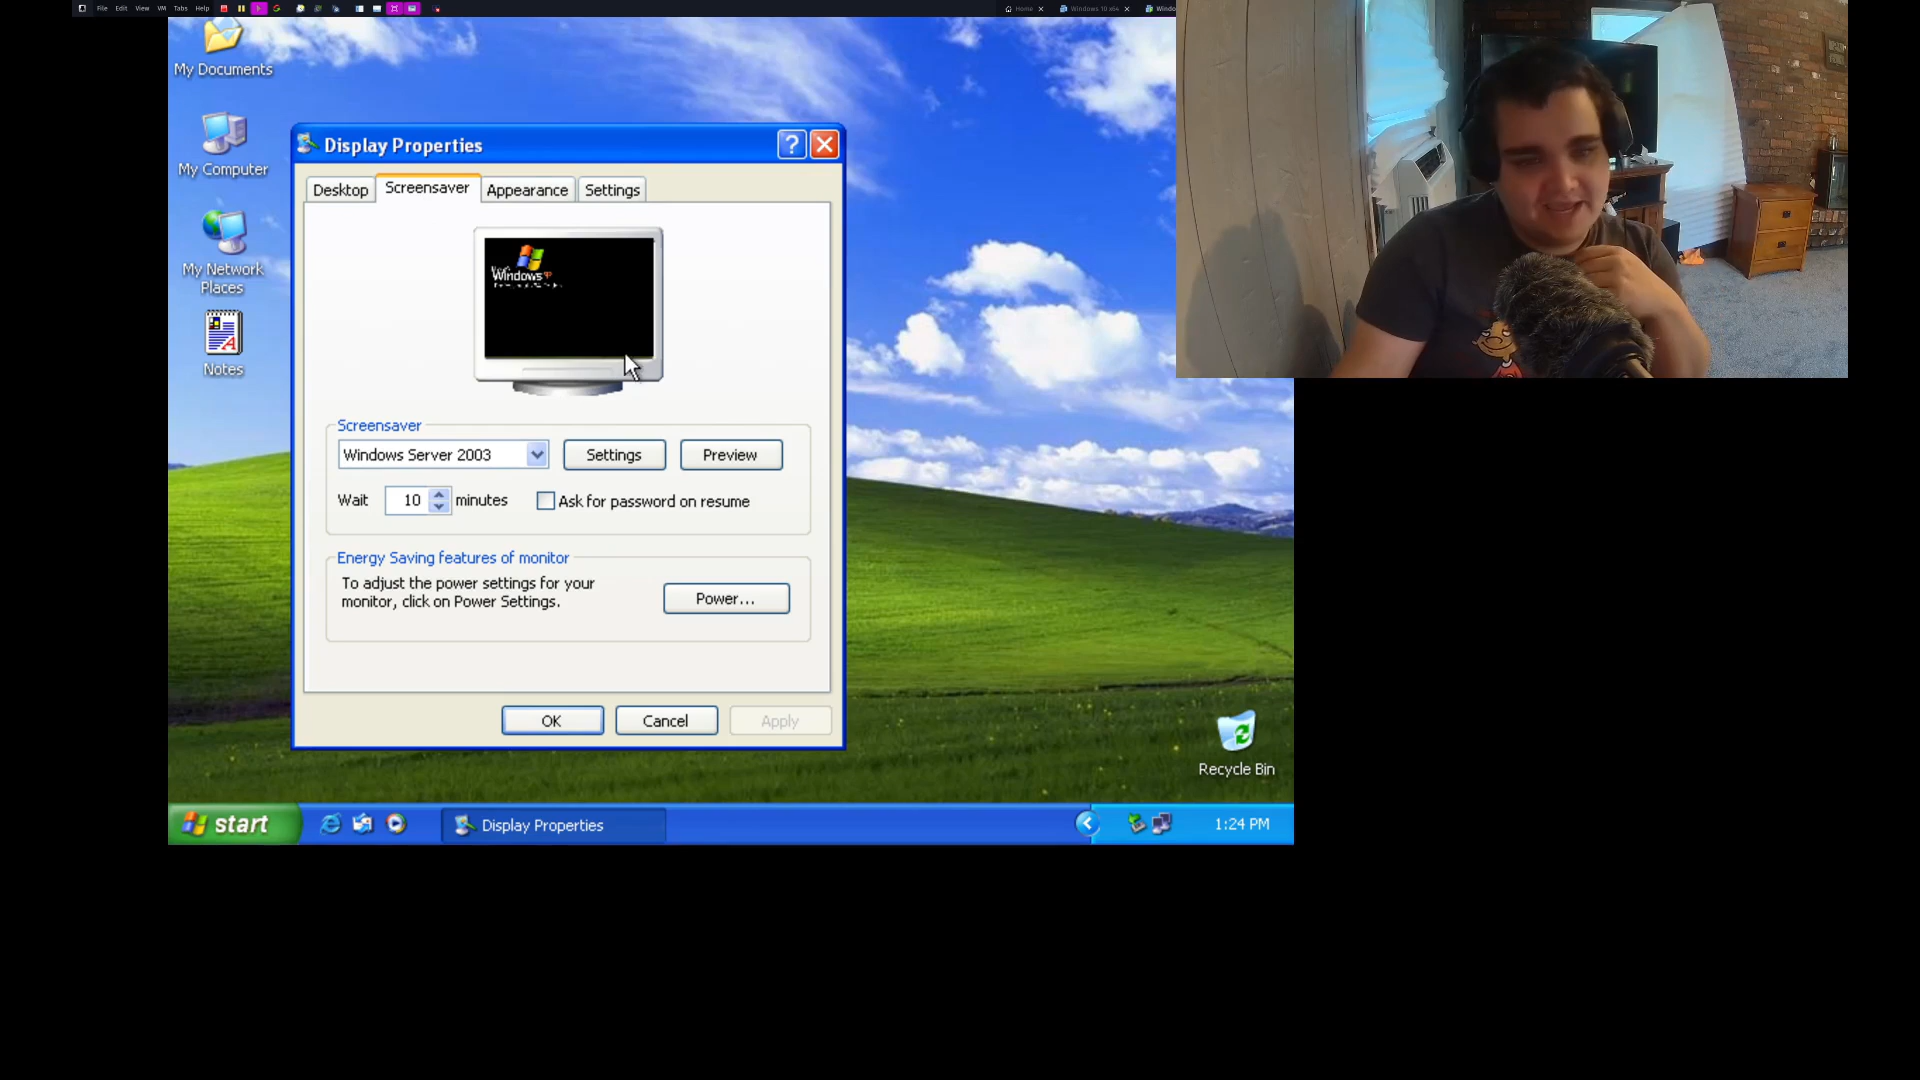 File Edit View VM Tabs Help
Home
Windows 10 x64
Windo
My Documents
My Computer
My Network
Places
Notes
Display Properties
?
Desktop
Screensaver
Appearance
Settings
Windows XP
Screensaver
Windows Server 2003
Settings
Preview
Wait
10
minutes
Ask for password on resume
Energy Saving features of monitor
To adjust the power settings for your
monitor, click on Power Settings.
Power...
OK
Cancel
Apply
Recycle Bin
start
Display Properties
1:24 PM